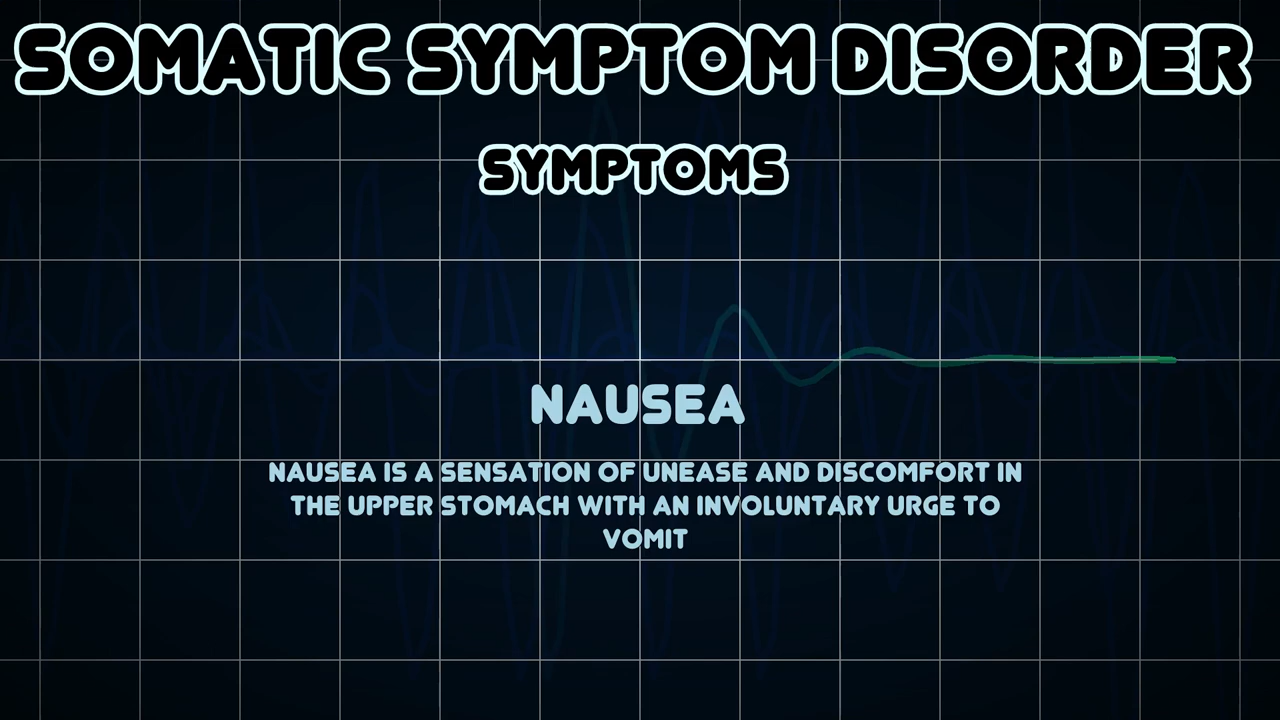 SOMATIC SYMPTOM DISORDER
SYMPTOMS
NAUSEA
NAUSEA IS A SENSATION OF UNEASE AND DISCOMFORT IN
THE UPPER STOMACH WITH AN INVOLUNTARY URGE TO
VOMIT